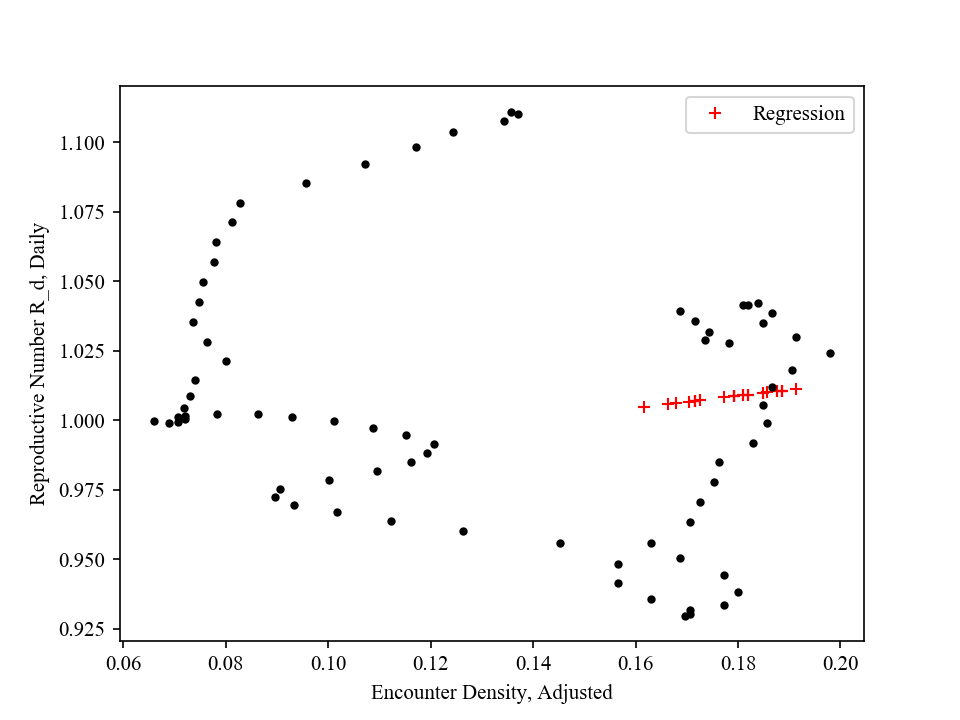 Regression
1.100
1.075
1.050
1.025
1.000
0.975
0.950
0.925
Reproductive Number R_d, Daily
0.06 0.08 0.10 0.12 0.14 0.16 0.18 0.20
Encounter Density, Adjusted